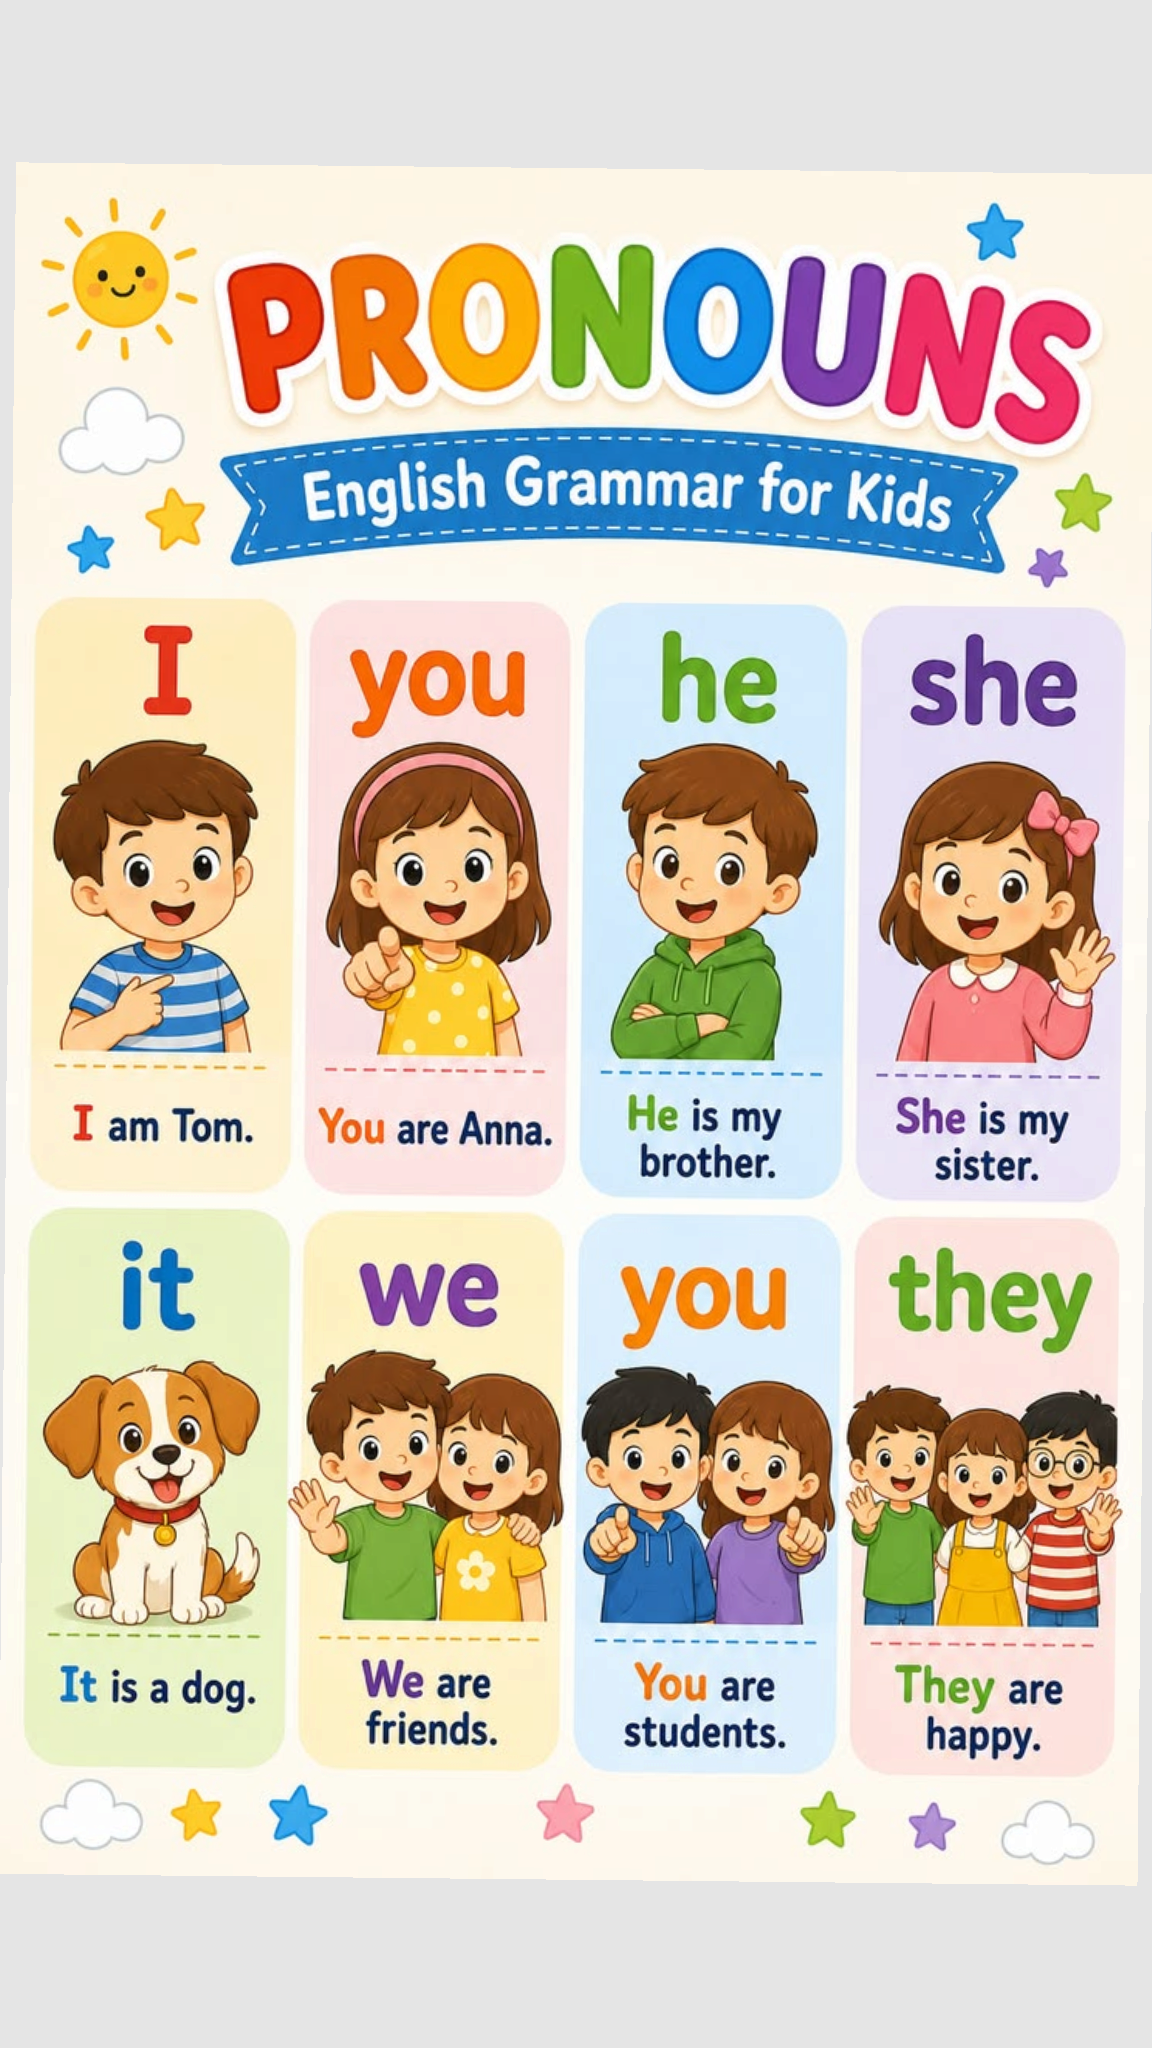 PRONOUNS
English Grammar for Kids
I
you
he
she
I am Tom.
You are Anna.
He is my
brother.
She is my
sister.
it
we
you
they
It is a dog.
We are
friends.
You are
students.
They are
happy.